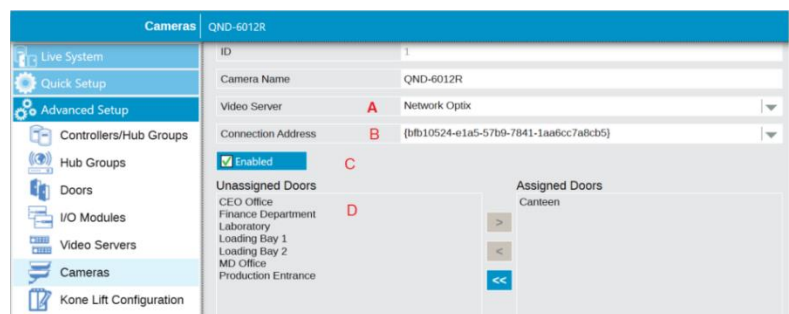 Cameras QND-6012R
Live System
Quick Setup
Advanced Setup
Controllers/Hub Groups
Hub Groups
Doors
I/O Modules
Video Servers
Cameras
Kone Lift Configuration
ID 1
Camera Name QND-6012R
Video Server A Network Optix
Connection Address B {bfb10524-e1a5-57b9-7841-1aa6cc7a8cb5}
Enabled C
Unassigned Doors Assigned Doors
CEO Office Canteen
Finance Department D
Laboratory >
Loading Bay 1
Loading Bay 2 <
MD Office
Production Entrance <<